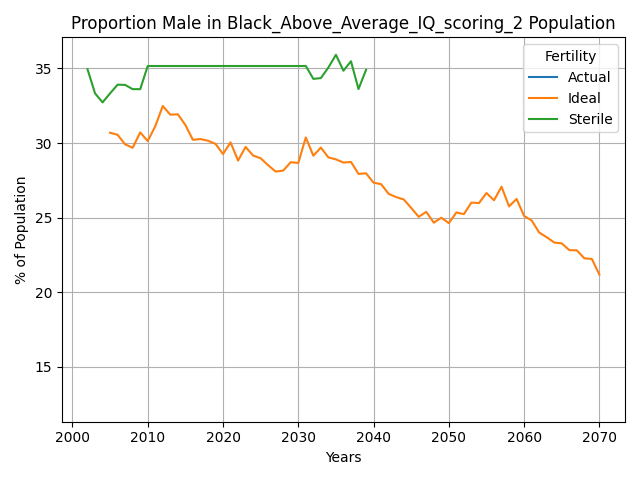 Proportion Male in Black_Above_Average_IQ_scoring_2 Population
% of Population
35
30
25
20
15
Fertility
Actual
Ideal
Sterile
2000 2010 2020 2030 2040 2050 2060 2070
Years